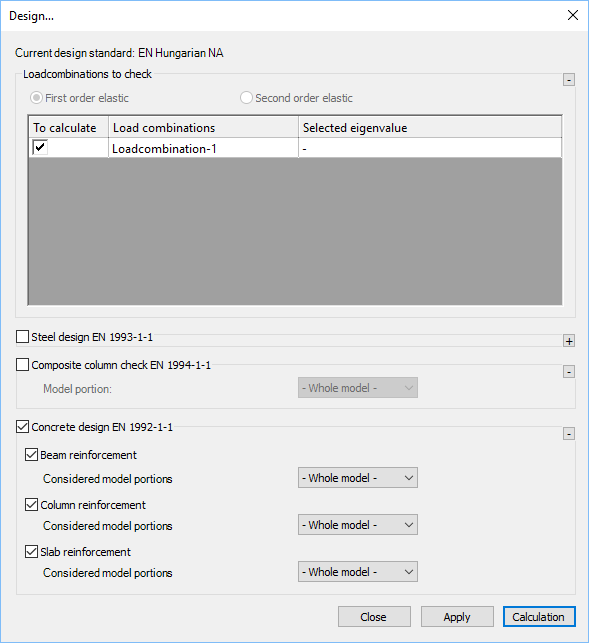 Design...
Current design standard: EN Hungarian NA
Loadcombinations to check
-
First order elastic Second order elastic
To calculate Load combinations Selected eigenvalue
Loadcombination-1 -
Steel design EN 1993-1-1
+
Composite column check EN 1994-1-1
-
Model portion: - Whole model -
Concrete design EN 1992-1-1
-
Beam reinforcement
Considered model portions - Whole model -
Column reinforcement
Considered model portions - Whole model -
Slab reinforcement
Considered model portions - Whole model -
Close Apply Calculation